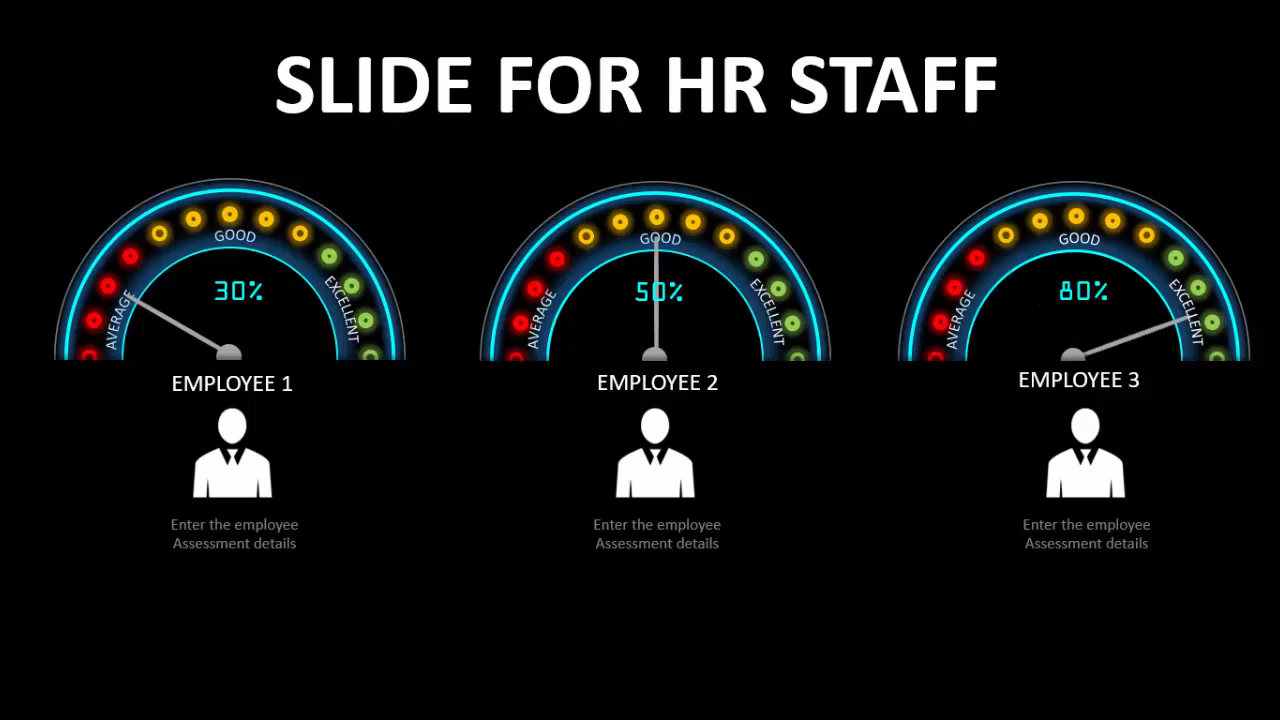 SLIDE FOR HR STAFF
AVERAGE
GOOD
EXCELLENT
30%
AVERAGE
GOOD
EXCELLENT
50%
AVERAGE
GOOD
EXCELLENT
80%
EMPLOYEE 1
EMPLOYEE 2
EMPLOYEE 3
Enter the employee
Assessment details
Enter the employee
Assessment details
Enter the employee
Assessment details